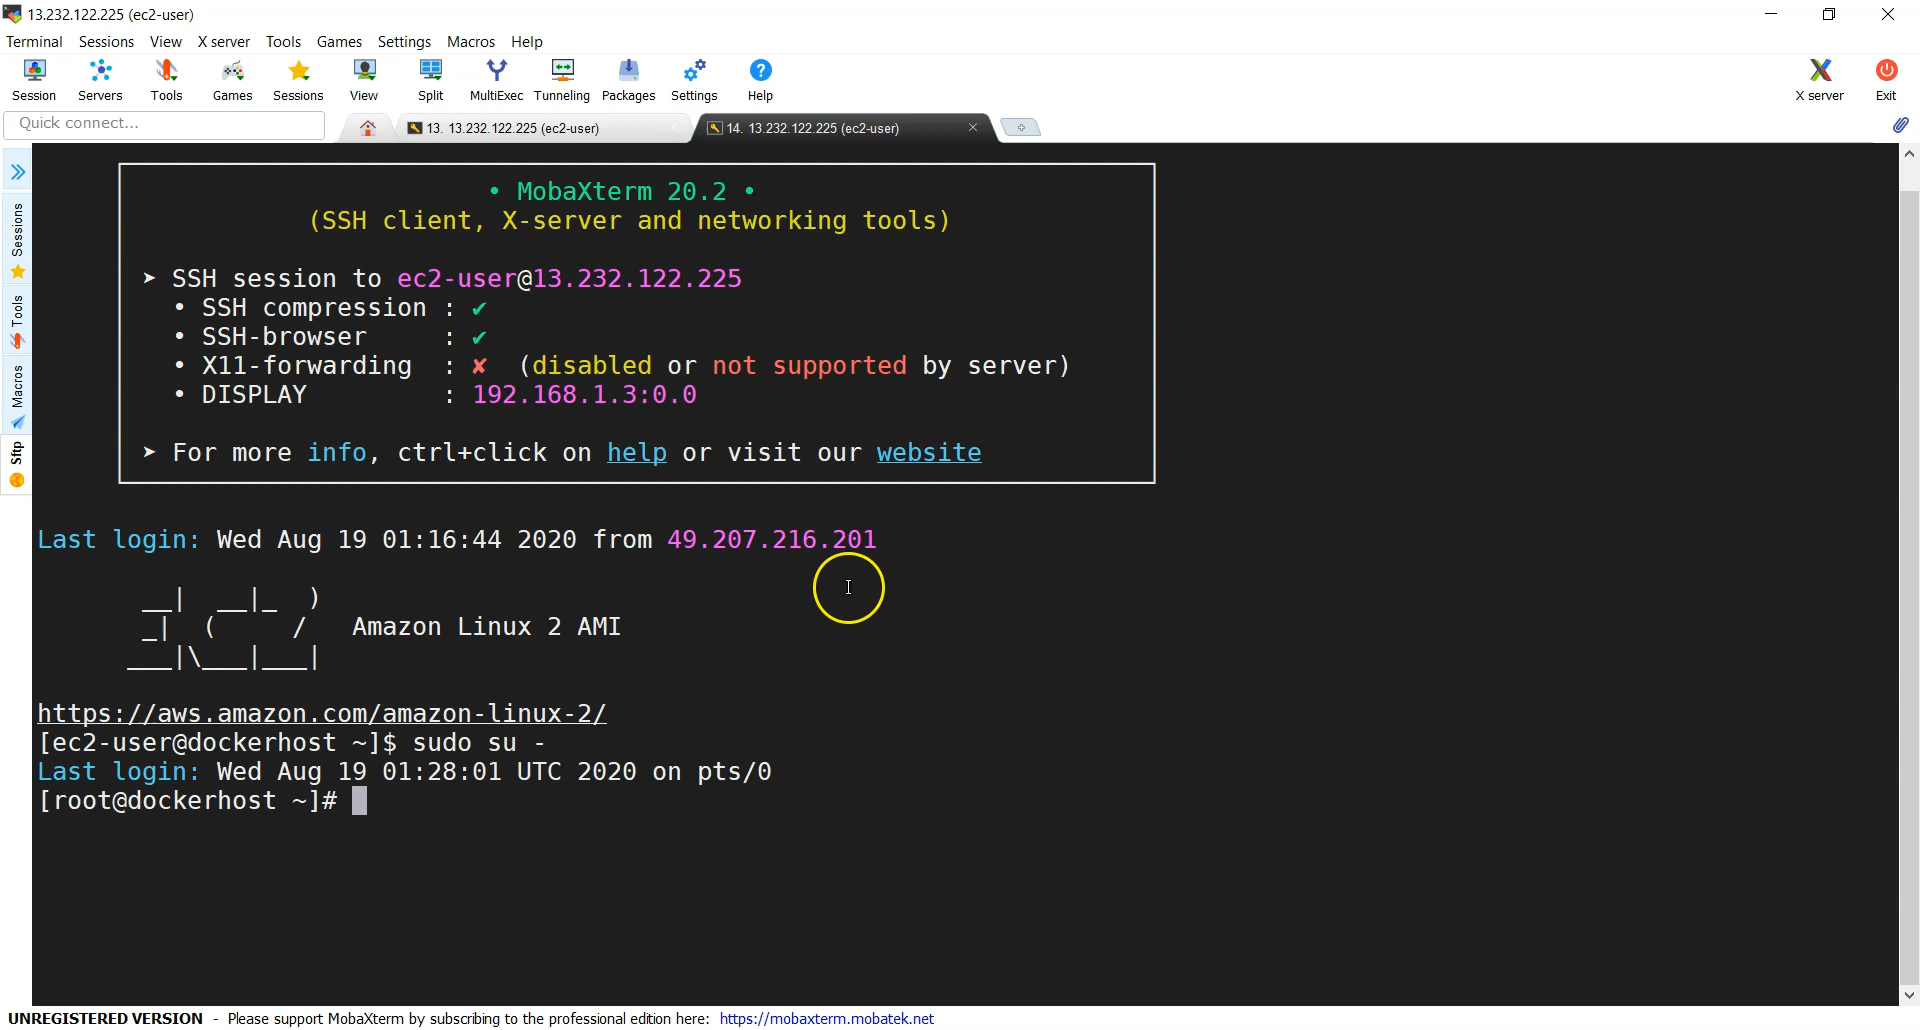 13.232.122.225 (ec2-user)
Terminal Sessions View X server Tools Games Settings Macros Help
Session Servers Tools Games Sessions View Split MultiExec Tunneling Packages Settings Help X server Exit
Quick connect...
13. 13.232.122.225 (ec2-user)
14. 13.232.122.225 (ec2-user)
Sessions
Tools
Macros
Sftp
• MobaXterm 20.2 •
(SSH client, X-server and networking tools)
➤ SSH session to ec2-user@13.232.122.225
• SSH compression : ✔
• SSH-browser : ✔
• X11-forwarding : ✘ (disabled or not supported by server)
• DISPLAY : 192.168.1.3:0.0
➤ For more info, ctrl+click on help or visit our website
Last login: Wed Aug 19 01:16:44 2020 from 49.207.216.201
__| __|_ )
_| ( / Amazon Linux 2 AMI
___|\___|___|
https://aws.amazon.com/amazon-linux-2/
[ec2-user@dockerhost ~]$ sudo su -
Last login: Wed Aug 19 01:28:01 UTC 2020 on pts/0
[root@dockerhost ~]#
UNREGISTERED VERSION - Please support MobaXterm by subscribing to the professional edition here: https://mobaxterm.mobatek.net